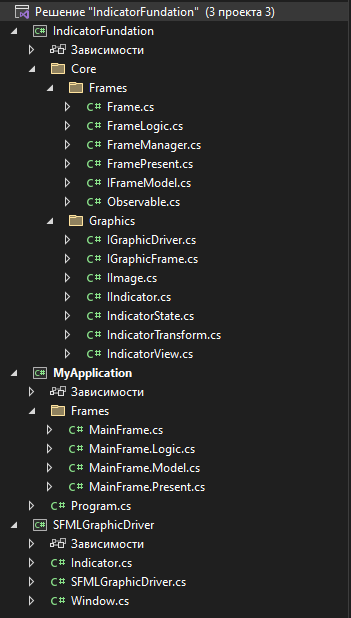 Решение "IndicatorFundation" (3 проекта 3)
C# IndicatorFundation
Зависимости
Core
Frames
C# Frame.cs
C# FrameLogic.cs
C# FrameManager.cs
C# FramePresent.cs
C# IFrameModel.cs
C# Observable.cs
Graphics
C# IGraphicDriver.cs
C# IGraphicFrame.cs
C# IImage.cs
C# IIndicator.cs
C# IndicatorState.cs
C# IndicatorTransform.cs
C# IndicatorView.cs
C# MyApplication
Зависимости
Frames
C# MainFrame.cs
C# MainFrame.Logic.cs
C# MainFrame.Model.cs
C# MainFrame.Present.cs
C# Program.cs
C# SFMLGraphicDriver
Зависимости
C# Indicator.cs
C# SFMLGraphicDriver.cs
C# Window.cs